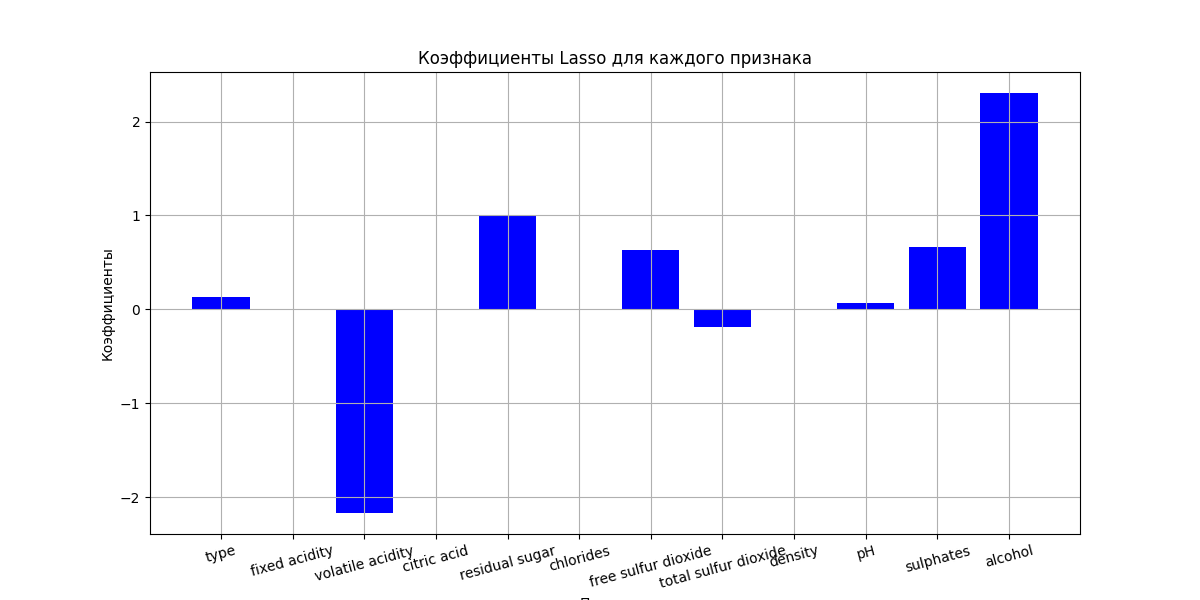 Коэффициенты Lasso для каждого признака
Коэффициенты
2
1
0
−1
−2
type
fixed acidity
volatile acidity
citric acid
residual sugar
chlorides
free sulfur dioxide
total sulfur dioxide
density
pH
sulphates
alcohol